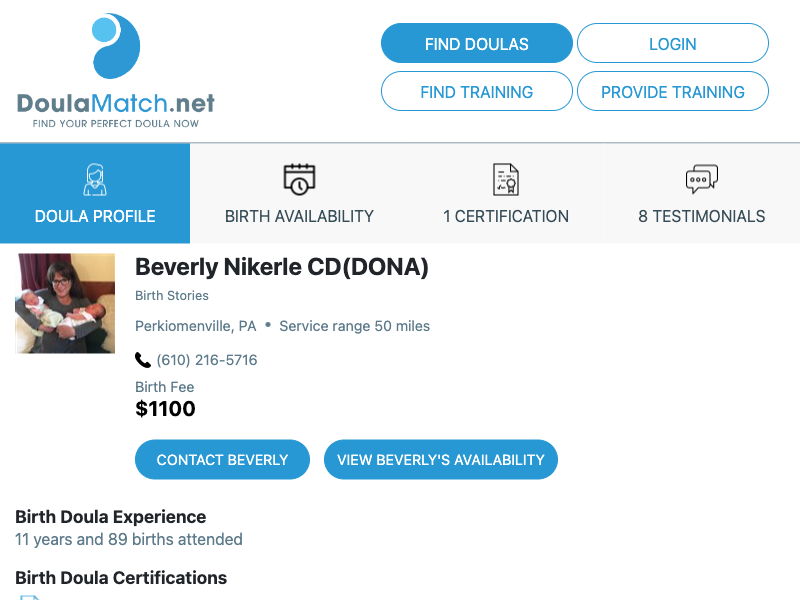 DoulaMatch.net
FIND YOUR PERFECT DOULA NOW
FIND DOULAS
LOGIN
FIND TRAINING
PROVIDE TRAINING
DOULA PROFILE
BIRTH AVAILABILITY
1 CERTIFICATION
8 TESTIMONIALS
Beverly Nikerle CD(DONA)
Birth Stories
Perkiomenville, PA • Service range 50 miles
(610) 216-5716
Birth Fee
$1100
CONTACT BEVERLY
VIEW BEVERLY'S AVAILABILITY
Birth Doula Experience
11 years and 89 births attended
Birth Doula Certifications